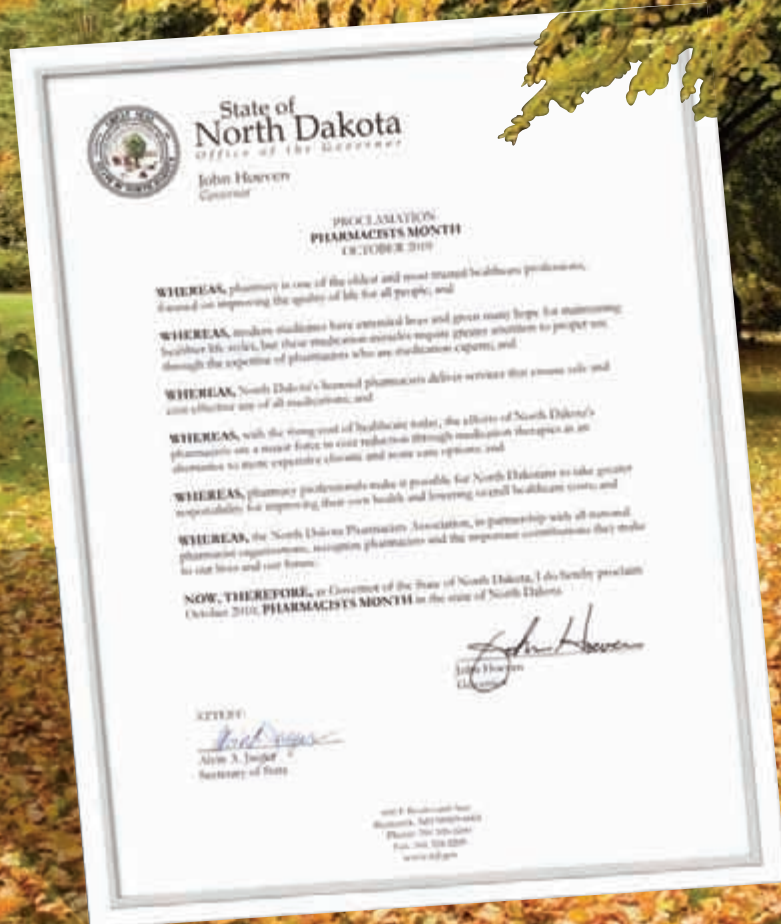 State of
North Dakota
Office of the Governor
John Hoeven
Governor
PROCLAMATION
PHARMACISTS MONTH
OCTOBER 2010
WHEREAS, pharmacy is one of the oldest and most trusted healthcare professions,
focused on improving the quality of life for all people; and
WHEREAS, modern medicines have extended lives and given many hope for maintaining
healthier life styles, but these medication miracles require greater attention to proper use
through the expertise of pharmacists who are medication experts; and
WHEREAS, North Dakota's licensed pharmacists deliver services that ensure safe and
cost effective use of all medications; and
WHEREAS, with the rising cost of healthcare today, the efforts of North Dakota's
pharmacists are a major force in cost reduction through medication therapies as an
alternative to more expensive chronic and acute care options; and
WHEREAS, pharmacy professionals make it possible for North Dakotans to take greater
responsibility for improving their own health and lowering overall healthcare costs; and
WHEREAS, the North Dakota Pharmacists Association, in partnership with all national
pharmacist organizations, recognizes pharmacists and the important contributions they make
to our lives and our future.
NOW, THEREFORE, as Governor of the State of North Dakota, I do hereby proclaim
October 2010, PHARMACISTS MONTH in the state of North Dakota.
John Hoeven
John Hoeven
Governor
ATTEST:
Alvin A. Jaeger
Secretary of State
Phone:
Fax:
www.nd.gov